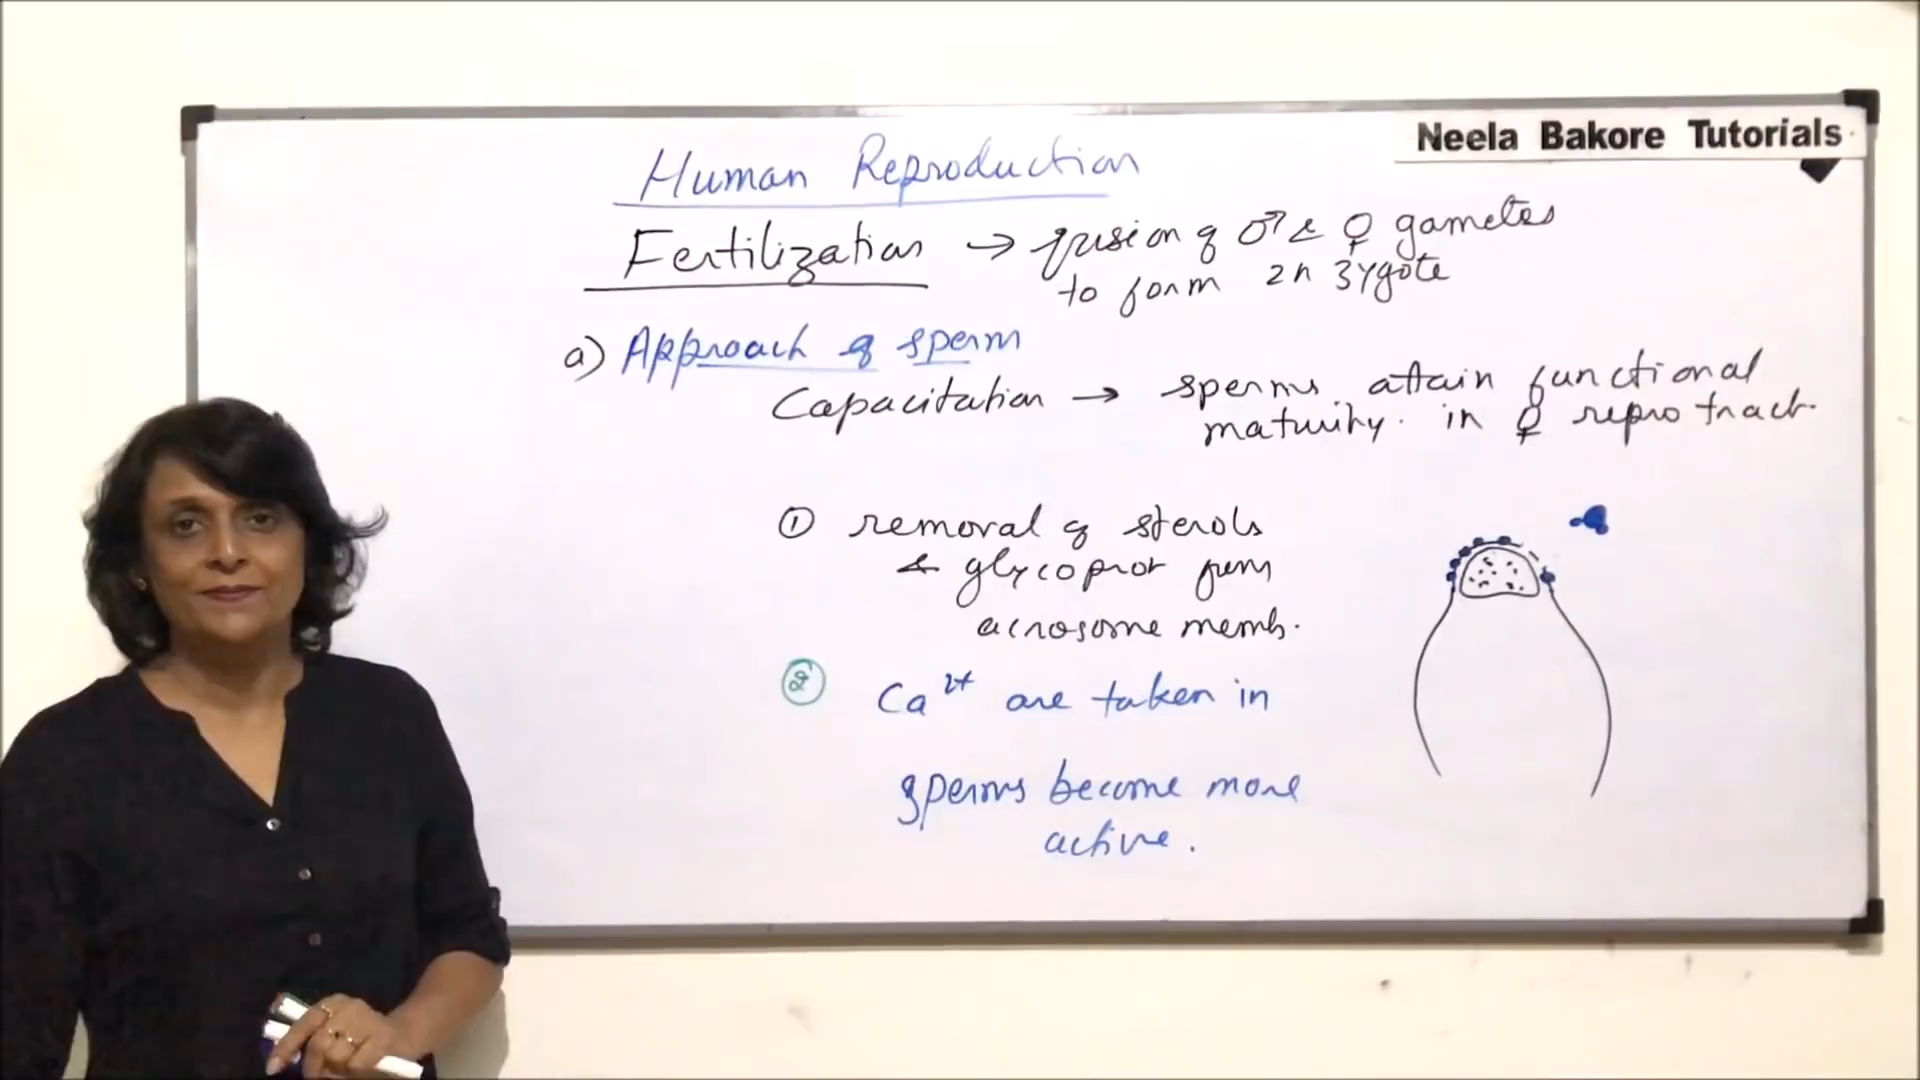 Neela Bakore Tutorials
Human Reproduction
Fertilization → fusion of ♂ & ♀ gametes
to form 2n zygote
a) Approach of sperm
Capacitation → sperms attain functional
maturity. in ♀ repro tract.
① removal of sterols
& glycoprot from
acrosome memb.
② Ca²⁺ are taken in
sperms become more
active.